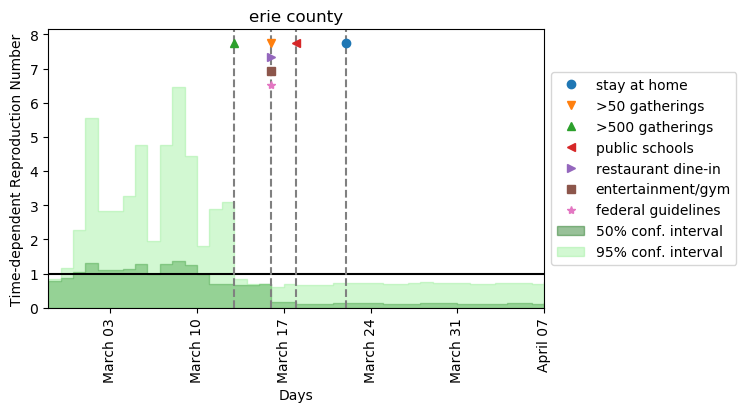 erie county
Time-dependent Reproduction Number
8
7
6
5
4
3
2
1
0
March 03
March 10
March 17
March 24
March 31
April 07
Days
stay at home
>50 gatherings
>500 gatherings
public schools
restaurant dine-in
entertainment/gym
federal guidelines
50% conf. interval
95% conf. interval